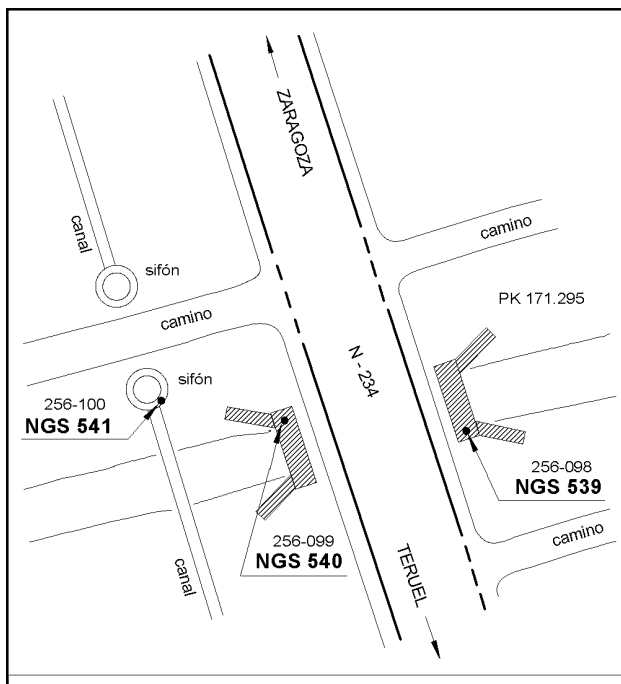 ZARAGOZA
canal
sifón
camino
camino
PK 171.295
N - 234
sifón
256-100
NGS 541
256-098
NGS 539
256-099
NGS 540
canal
TERUEL
camino